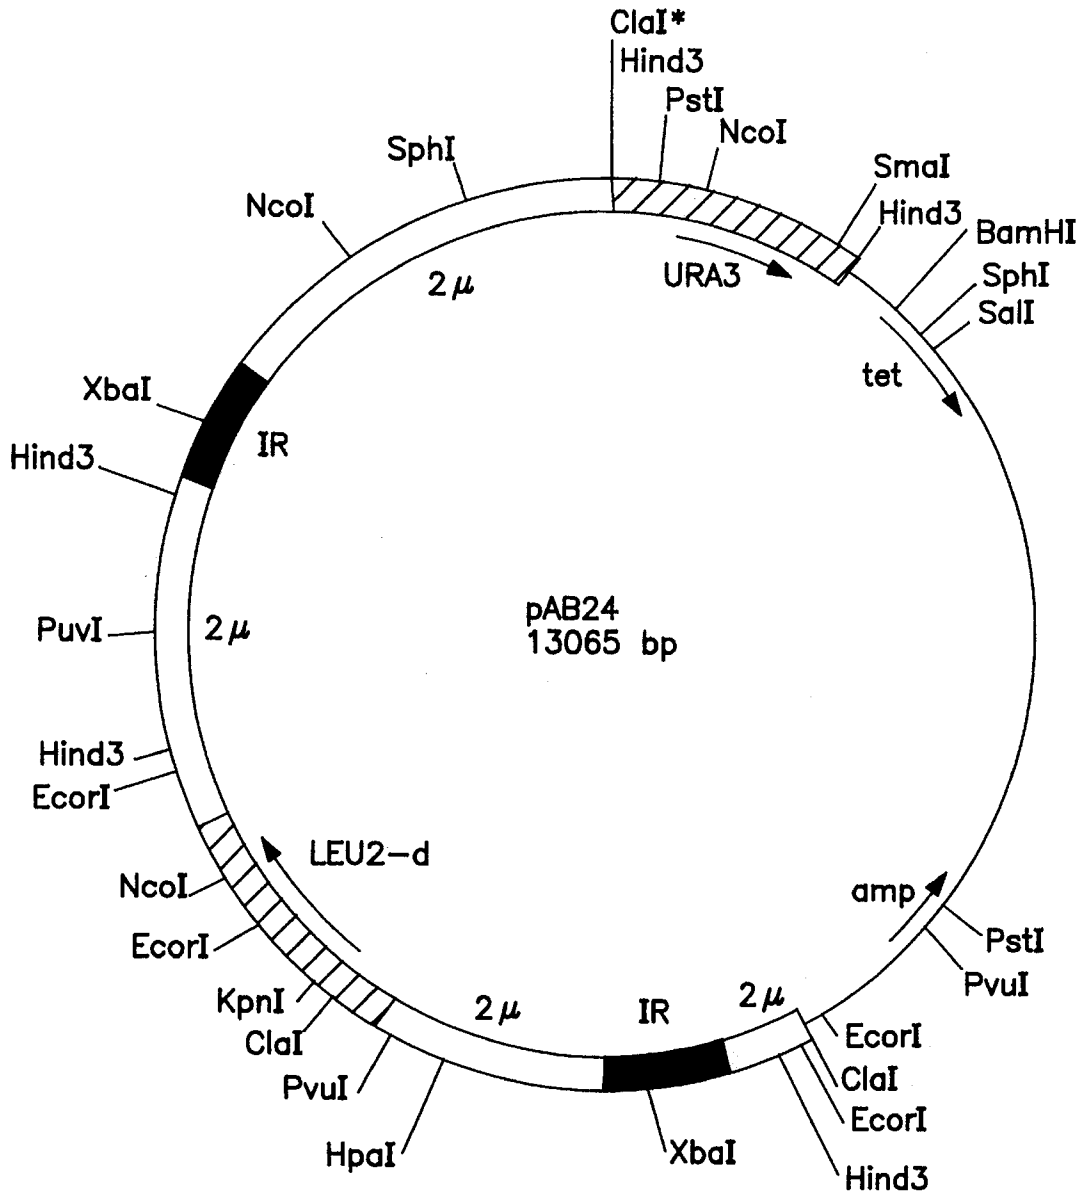 ClaI*
Hind3
PstI
NcoI
SphI
SmaI
NcoI
Hind3
BamHI
SphI
SalI
2μ
URA3
tet
XbaI
IR
Hind3
pAB24
13065 bp
PuvI
2μ
Hind3
EcorI
LEU2-d
NcoI
amp
EcorI
PstI
PvuI
KpnI
2μ
IR
2μ
ClaI
EcorI
PvuI
ClaI
EcorI
HpaI
XbaI
Hind3